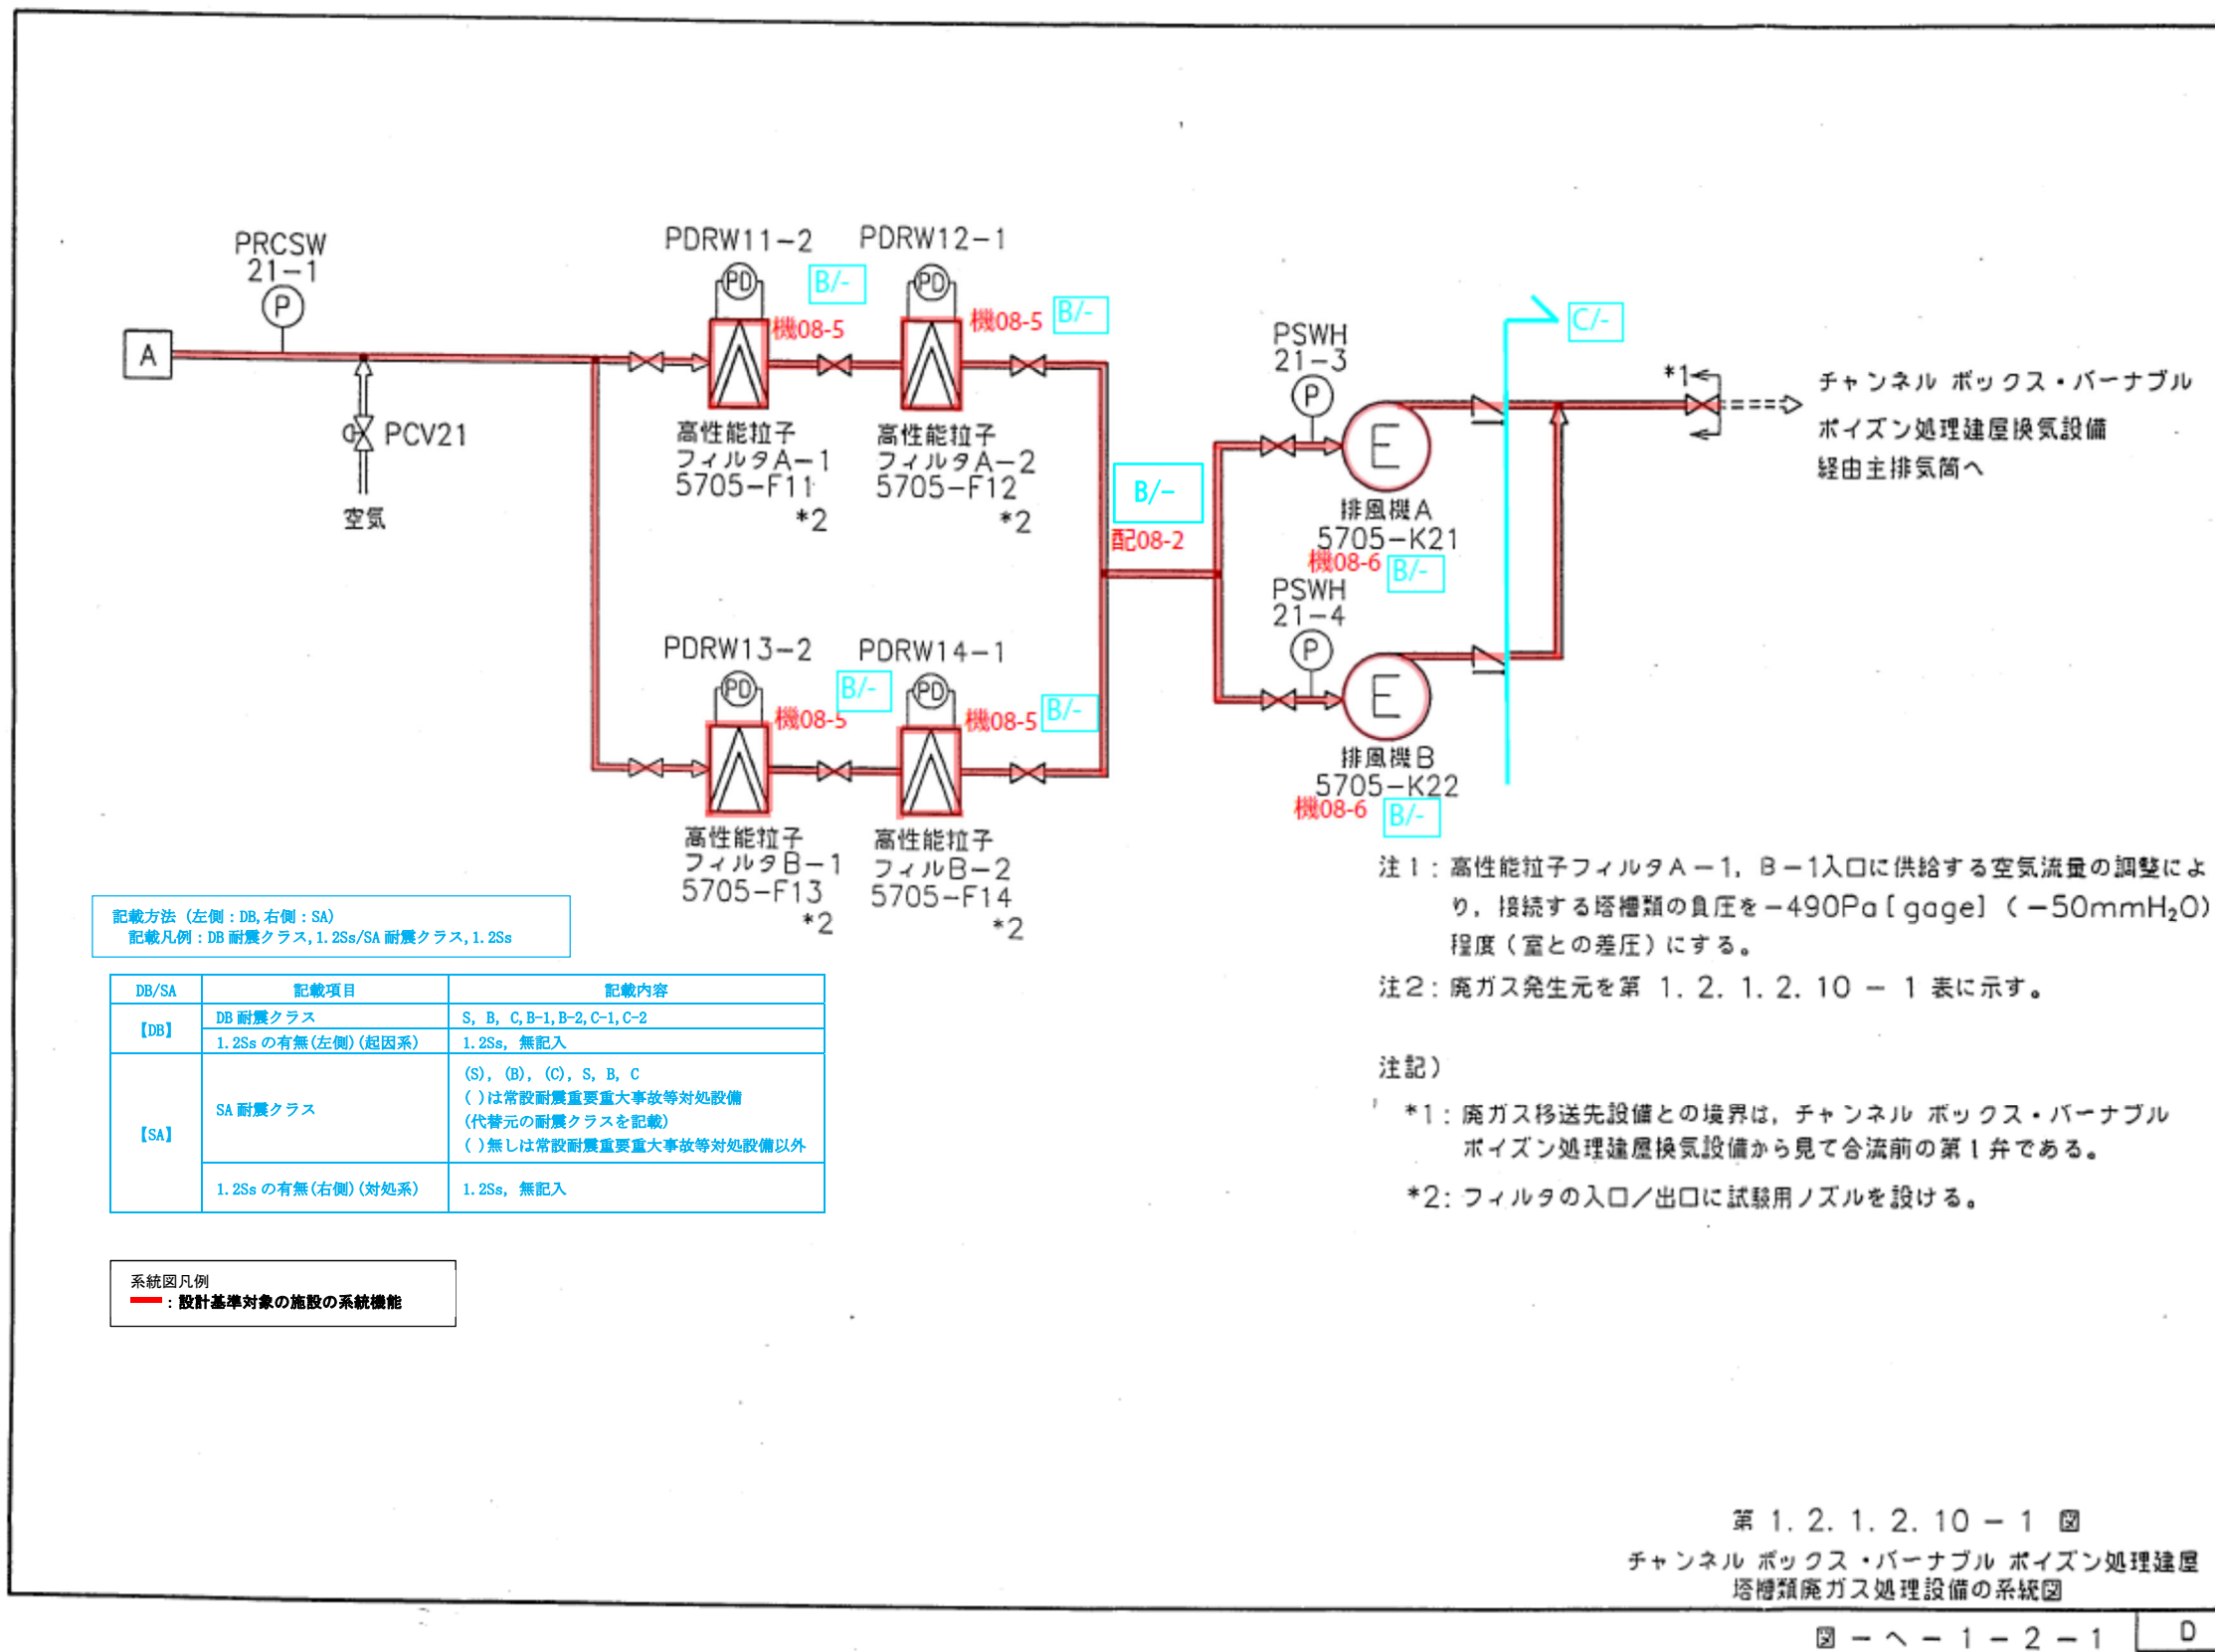 PRCSW
21-1
P
A
PCV21
空気
PDRW11-2
PD
B/-
機08-5
高性能粒子
フィルタA-1
5705-F11
*2
PDRW12-1
PD
機08-5
B/-
高性能粒子
フィルタA-2
5705-F12
*2
PDRW13-2
PD
B/-
機08-5
高性能粒子
フィルタB-1
5705-F13
*2
PDRW14-1
PD
機08-5
B/-
高性能粒子
フィルB-2
5705-F14
*2
B/-
配08-2
PSWH
21-3
P
E
排風機A
5705-K21
機08-6
B/-
PSWH
21-4
P
E
排風機B
5705-K22
機08-6
B/-
C/-
*1
チャンネル ボックス・バーナブル
ポイズン処理建屋換気設備
経由主排気筒へ
注1:高性能粒子フィルタA-1,B-1入口に供給する空気流量の調整によ
り,接続する塔槽類の負圧を-490Pa[gage](-50mmH₂O)
程度(室との差圧)にする。
注2:廃ガス発生元を第 1.2.1.2.10-1 表に示す。
注記)
*1:廃ガス移送先設備との境界は,チャンネル ボックス・バーナブル
ポイズン処理建屋換気設備から見て合流前の第1弁である。
*2:フィルタの入口/出口に試験用ノズルを設ける。
記載方法(左側:DB,右側:SA)
記載凡例:DB耐震クラス,1.2Ss/SA耐震クラス,1.2Ss
DB/SA 記載項目 記載内容
【DB】 DB耐震クラス S, B, C,B-1,B-2,C-1,C-2
1.2Ssの有無(左側)(起因系) 1.2Ss, 無記入
【SA】 SA耐震クラス (S), (B), (C), S, B, C
( )は常設耐震重要重大事故等対処設備
(代替元の耐震クラスを記載)
( )無しは常設耐震重要重大事故等対処設備以外
1.2Ssの有無(右側)(対処系) 1.2Ss, 無記入
系統図凡例
:設計基準対象の施設の系統機能
第 1.2.1.2.10-1 図
チャンネル ボックス・バーナブル ポイズン処理建屋
塔槽類廃ガス処理設備の系統図
図-ヘ-1-2-1 D